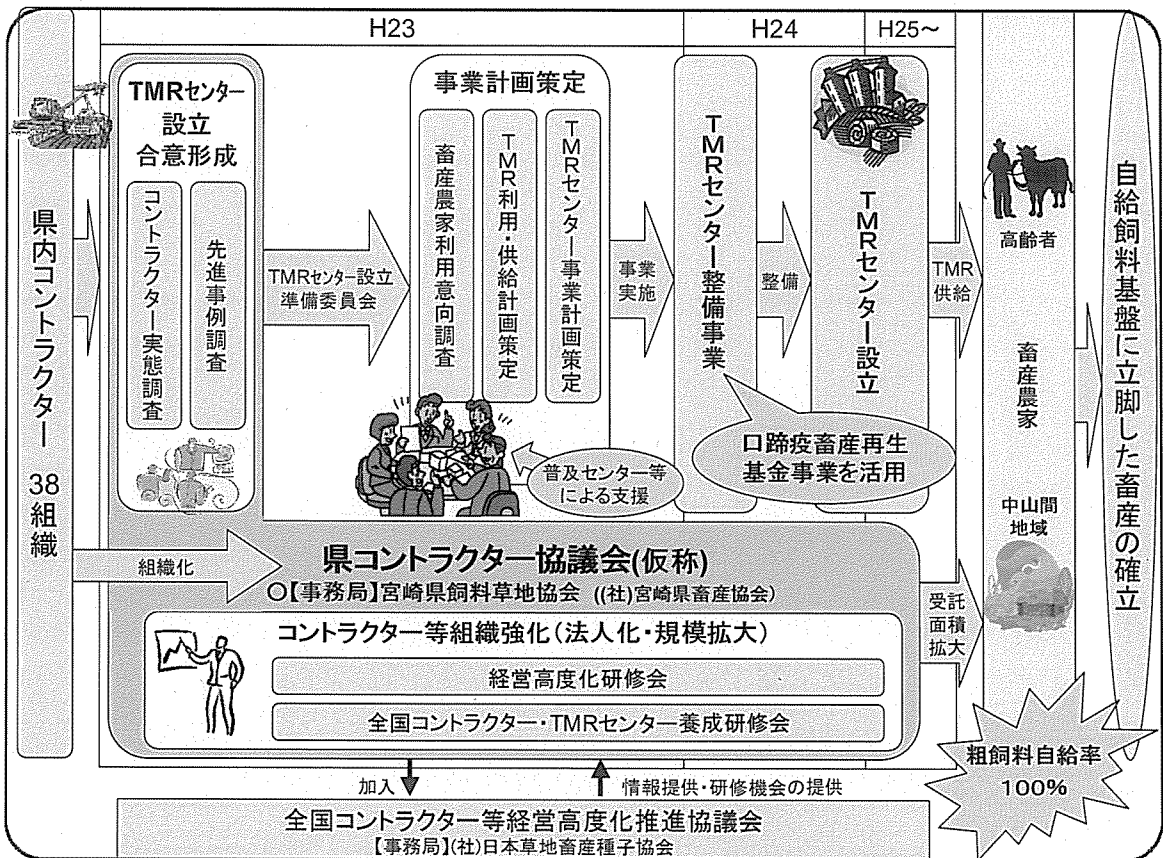 H23
H24
H25～
県内コントラクター 38組織
TMRセンター
設立
合意形成
コントラクター実態調査
先進事例調査
TMRセンター設立
準備委員会
事業計画策定
畜産農家利用意向調査
TMR利用・供給計画策定
TMRセンター事業計画策定
普及センター等
による支援
事業
実施
TMRセンター整備事業
整備
TMRセンター設立
口蹄疫畜産再生
基金事業を活用
TMR
供給
高齢者
畜産農家
中山間
地域
自給飼料基盤に立脚した畜産の確立
組織化
県コントラクター協議会(仮称)
○【事務局】宮崎県飼料草地協会 ((社)宮崎県畜産協会)
コントラクター等組織強化(法人化・規模拡大)
経営高度化研修会
全国コントラクター・TMRセンター養成研修会
受託
面積
拡大
粗飼料自給率
100%
加入
情報提供・研修機会の提供
全国コントラクター等経営高度化推進協議会
【事務局】(社)日本草地畜産種子協会